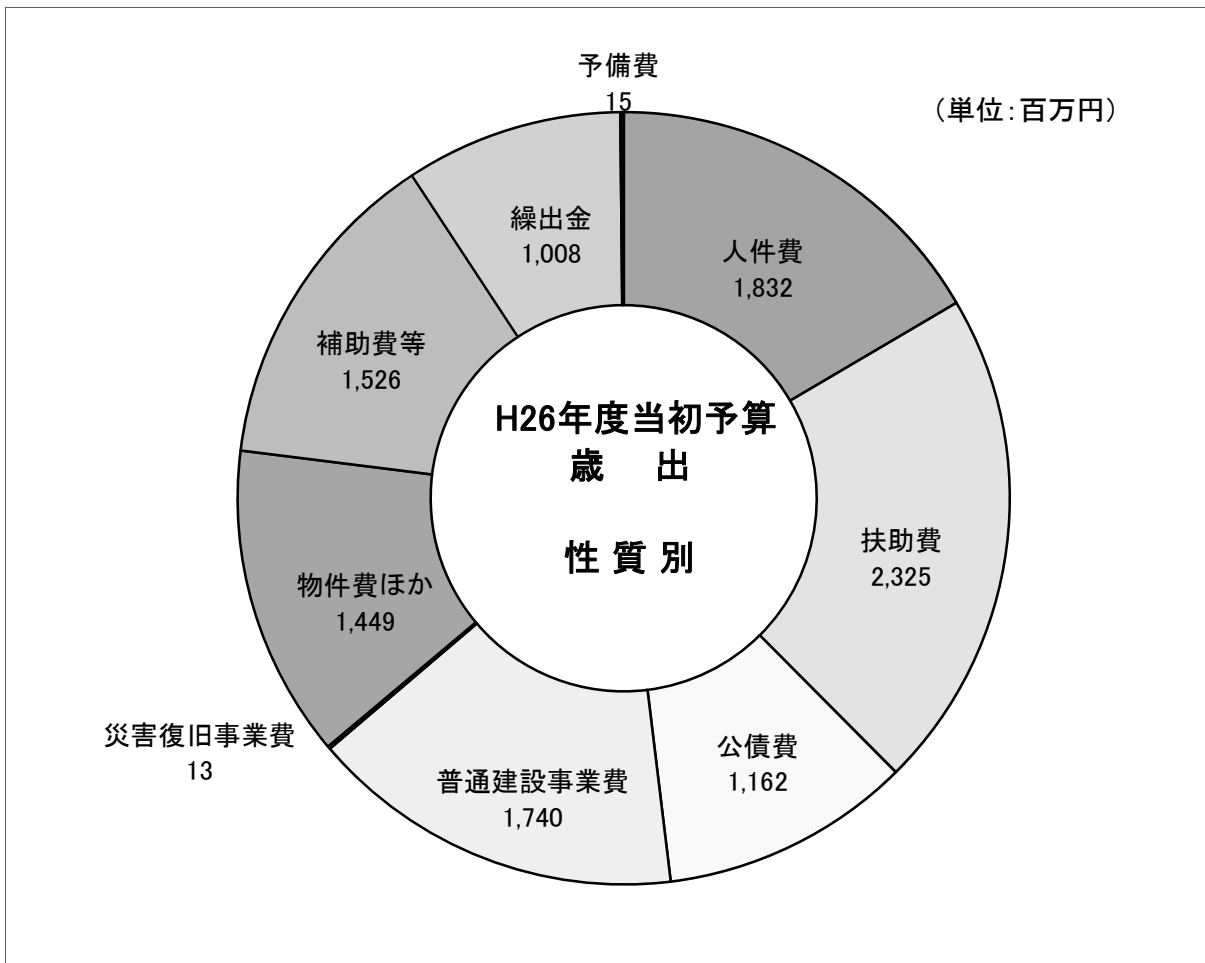 予備費
15
（単位：百万円）
人件費
1,832
扶助費
2,325
公債費
1,162
普通建設事業費
1,740
災害復旧事業費
13
物件費ほか
1,449
補助費等
1,526
繰出金
1,008
H26年度当初予算
歳　出
性 質 別